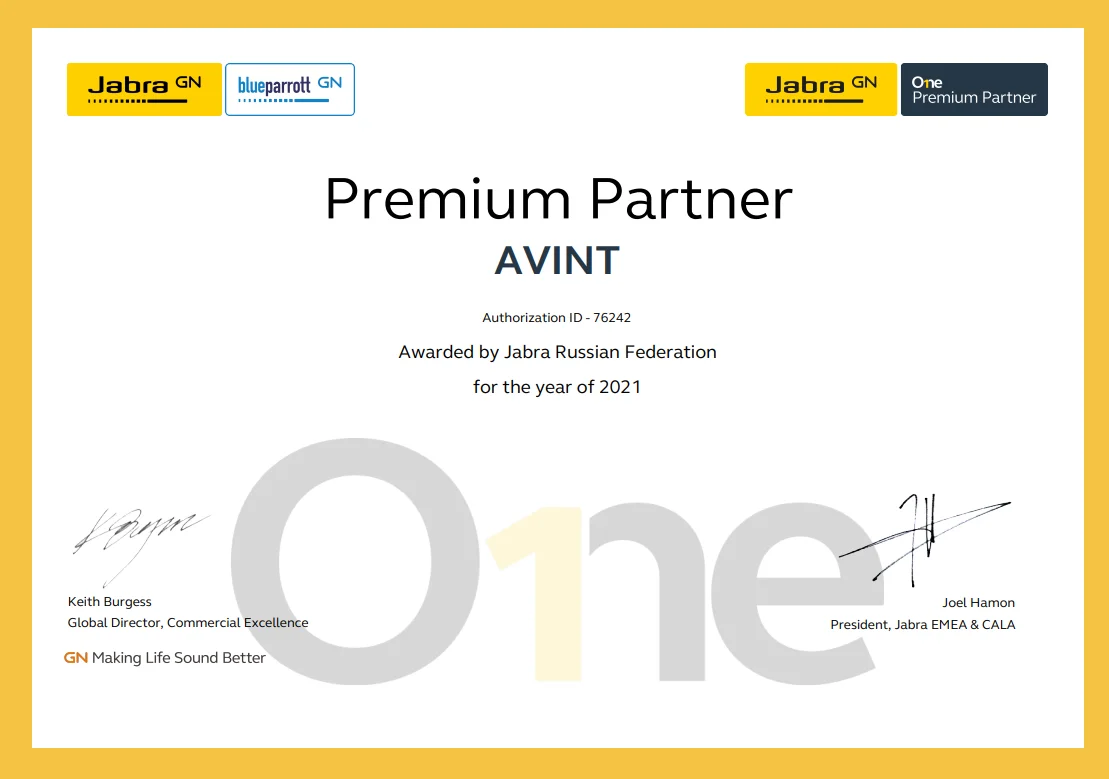 Jabra GN
blueparrott GN
Jabra GN
One
Premium Partner
Premium Partner
AVINT
Authorization ID - 76242
Awarded by Jabra Russian Federation
for the year of 2021
One
Keith Burgess
Global Director, Commercial Excellence
Joel Hamon
President, Jabra EMEA & CALA
GN Making Life Sound Better